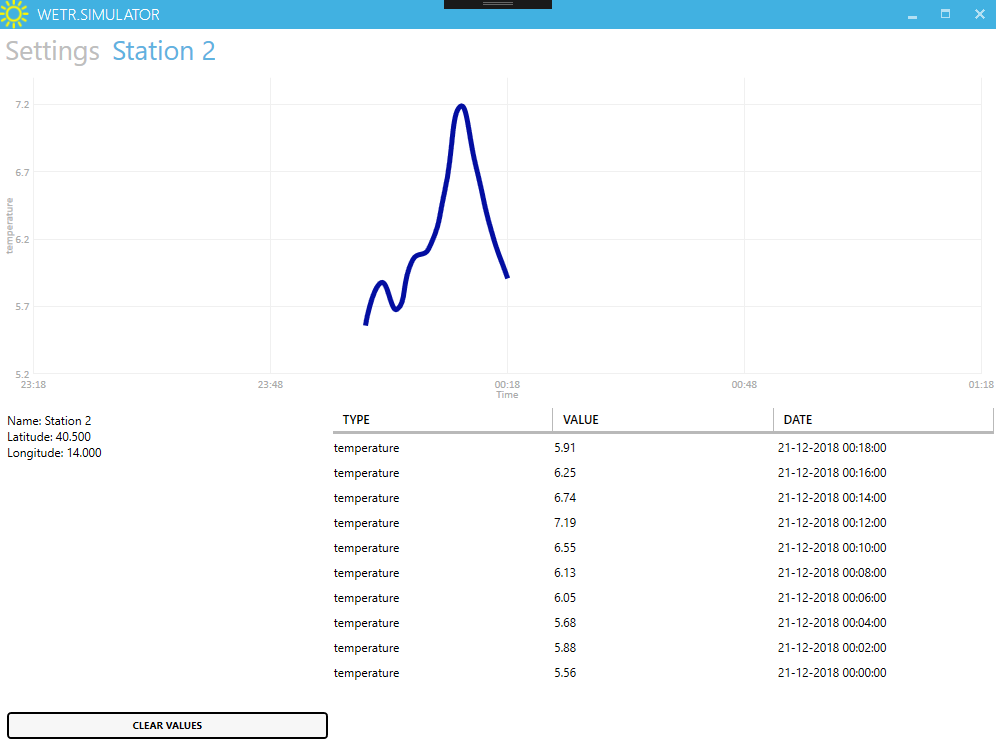 WETR.SIMULATOR
Settings Station 2
7.2
6.7
6.2
5.7
5.2
temperature
23:18 23:48 00:18 00:48 01:18
Time
Name: Station 2
Latitude: 40.500
Longitude: 14.000
TYPE VALUE DATE
temperature 5.91 21-12-2018 00:18:00
temperature 6.25 21-12-2018 00:16:00
temperature 6.74 21-12-2018 00:14:00
temperature 7.19 21-12-2018 00:12:00
temperature 6.55 21-12-2018 00:10:00
temperature 6.13 21-12-2018 00:08:00
temperature 6.05 21-12-2018 00:06:00
temperature 5.68 21-12-2018 00:04:00
temperature 5.88 21-12-2018 00:02:00
temperature 5.56 21-12-2018 00:00:00
CLEAR VALUES